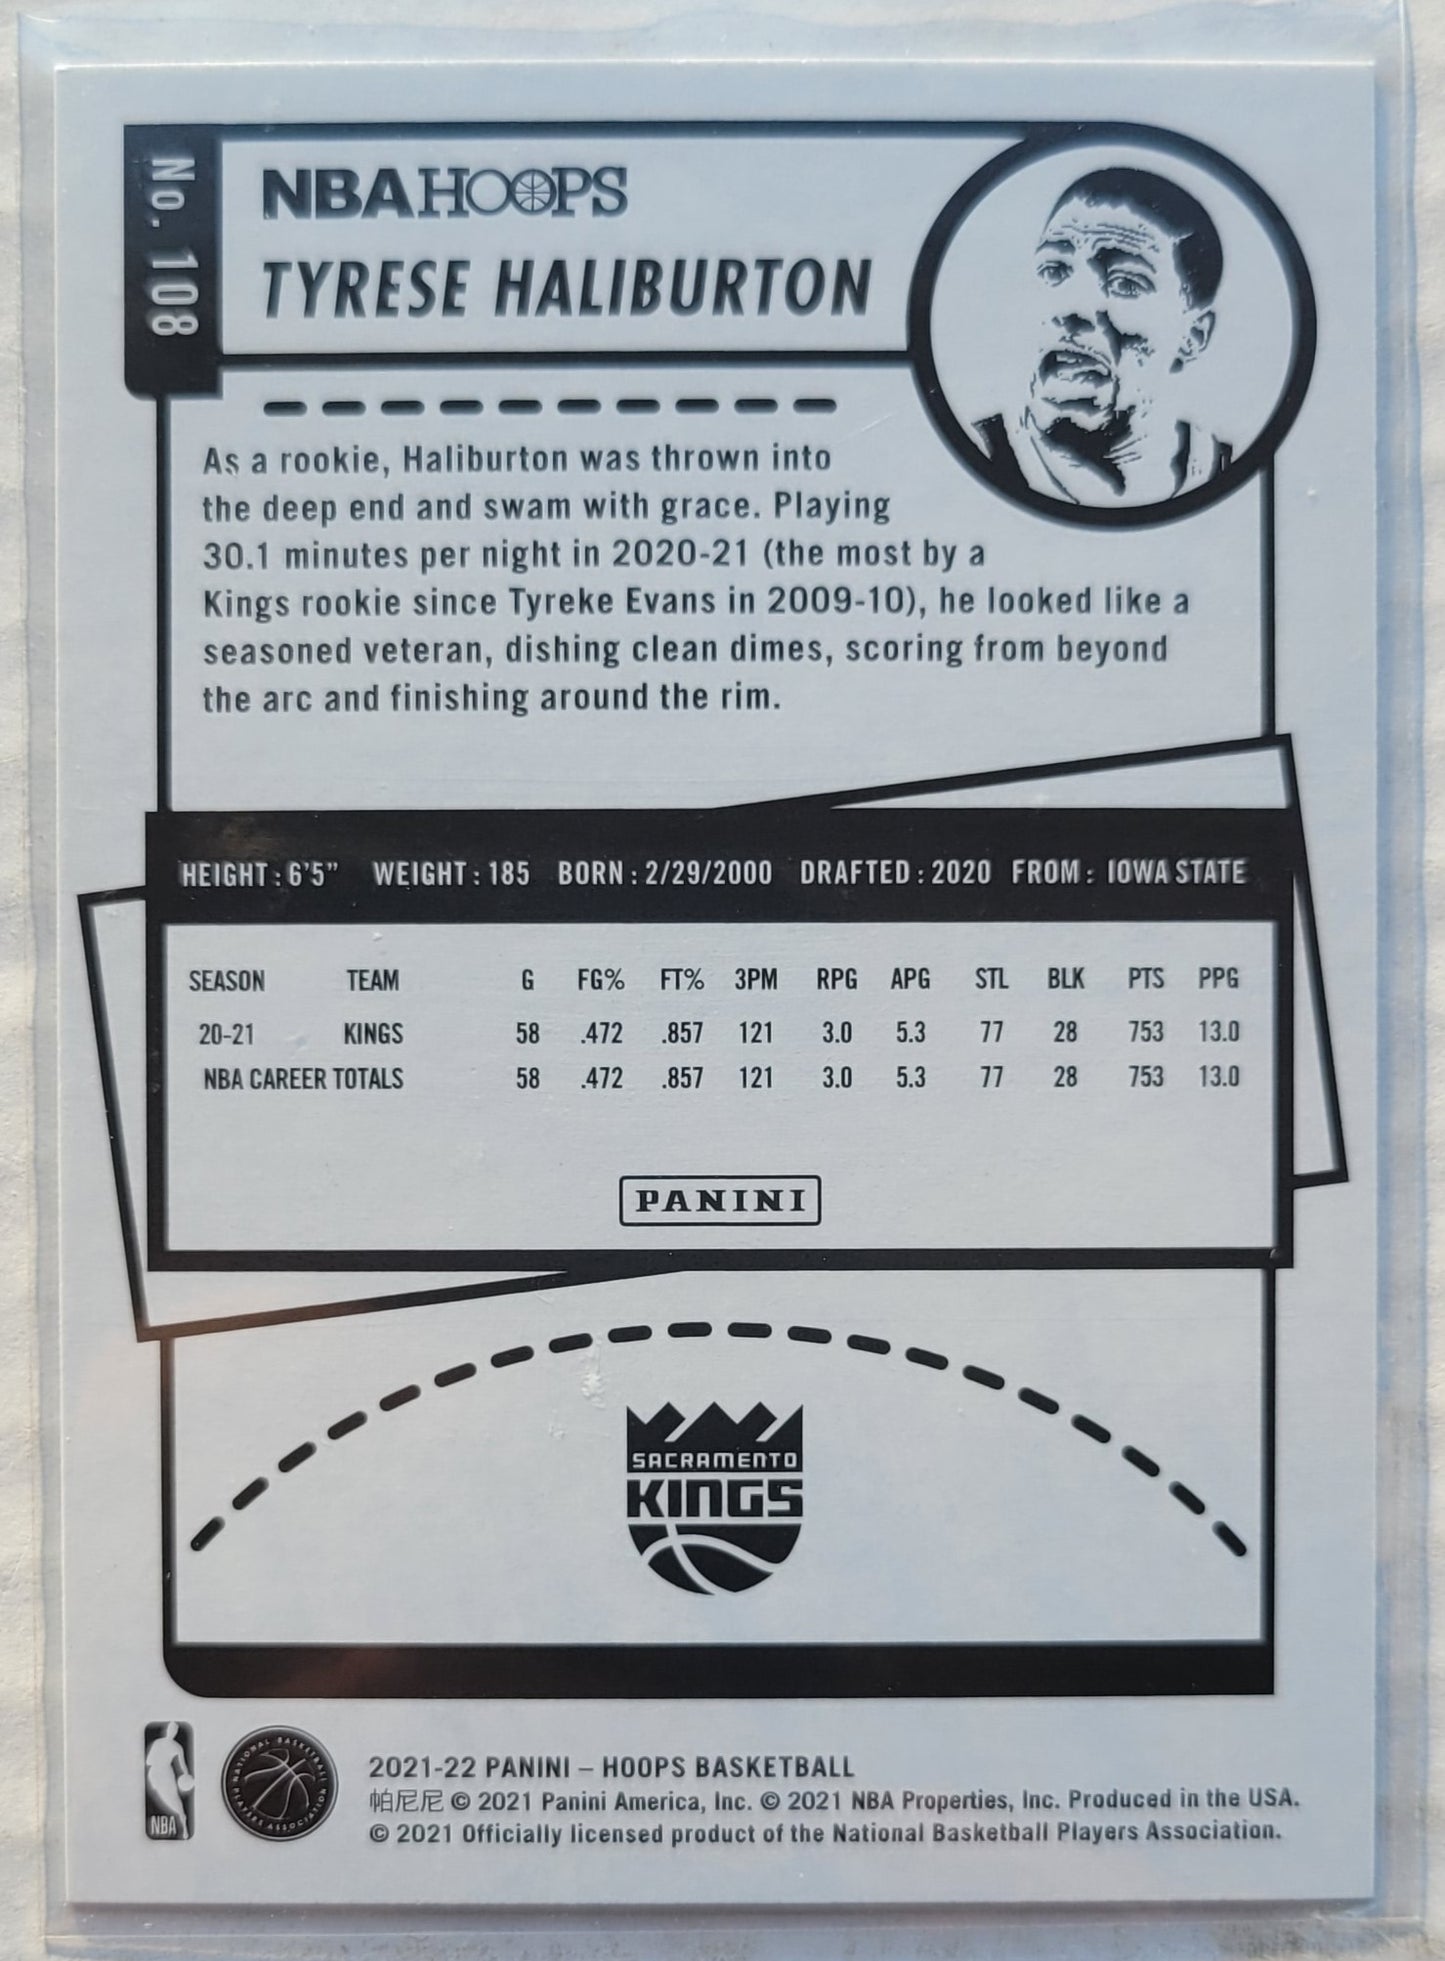 No. 108
NBA HOOPS
TYRESE HALIBURTON
As a rookie, Haliburton was thrown into
the deep end and swam with grace. Playing
30.1 minutes per night in 2020-21 (the most by a
Kings rookie since Tyreke Evans in 2009-10), he looked like a
seasoned veteran, dishing clean dimes, scoring from beyond
the arc and finishing around the rim.
HEIGHT : 6'5" WEIGHT : 185 BORN : 2/29/2000 DRAFTED : 2020 FROM : IOWA STATE
SEASON TEAM G FG% FT% 3PM RPG APG STL BLK PTS PPG
20-21 KINGS 58 .472 .857 121 3.0 5.3 77 28 753 13.0
NBA CAREER TOTALS 58 .472 .857 121 3.0 5.3 77 28 753 13.0
PANINI
SACRAMENTO
KINGS
NBA
NATIONAL BASKETBALL PLAYERS ASSOCIATION
2021-22 PANINI – HOOPS BASKETBALL
帕尼尼 © 2021 Panini America, Inc. © 2021 NBA Properties, Inc. Produced in the USA.
© 2021 Officially licensed product of the National Basketball Players Association.